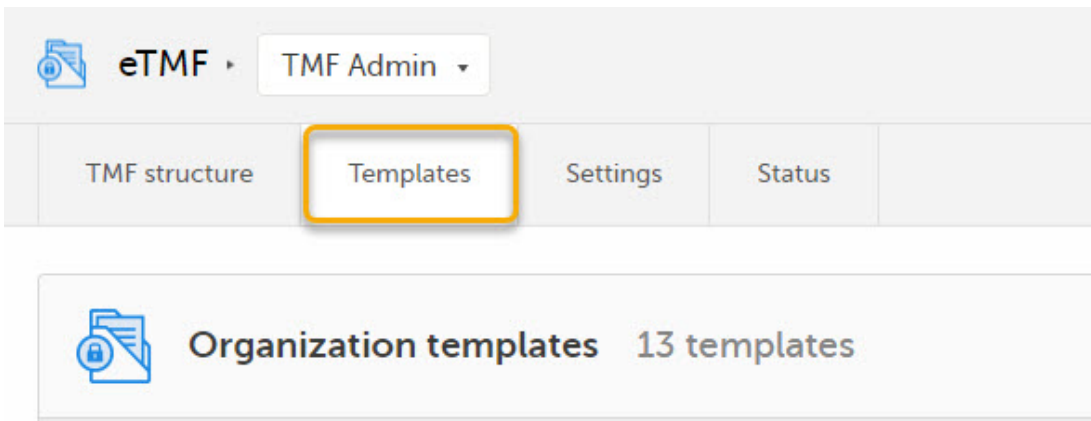 eTMF TMF Admin
TMF structure Templates Settings Status
Organization templates 13 templates